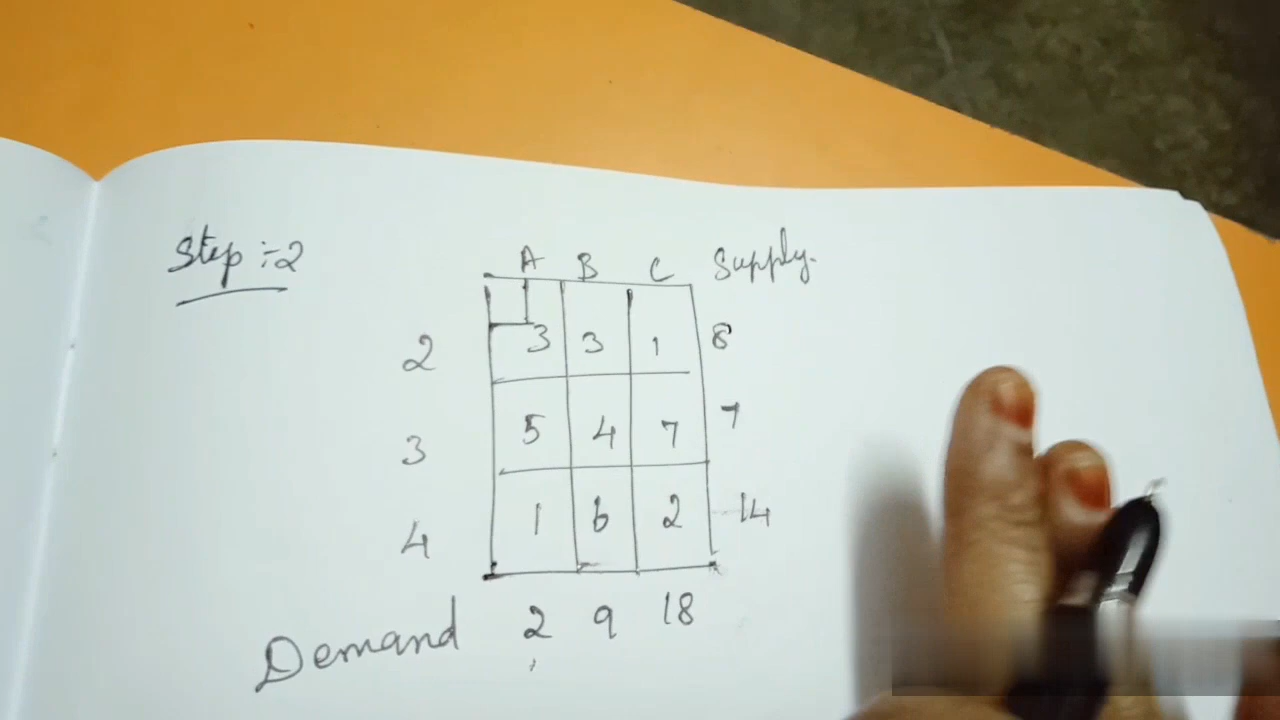 Step :- 2
A B C Supply.
2 3 3 1 8
3 5 4 7 7
4 1 6 2 14
Demand 2 9 18